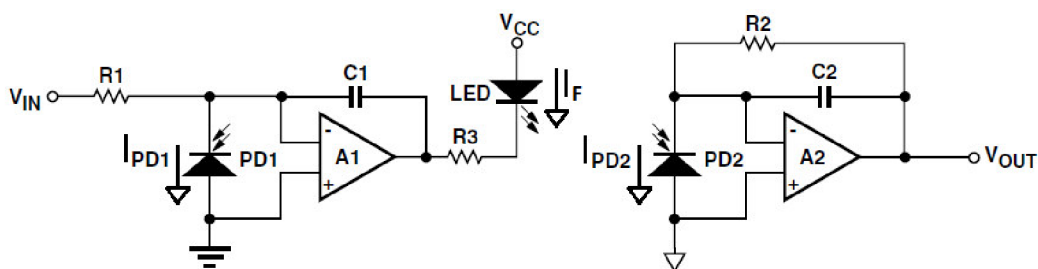 VCC
R2
R1
C1
C2
VIN
LED
IF
IPD1
PD1
-
A1
+
R3
IPD2
PD2
-
A2
+
VOUT